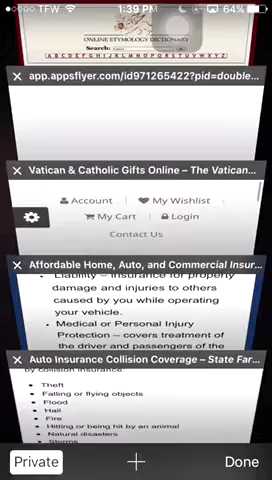 TFW 1:39 PM 64%
ONLINE ETYMOLOGY DICTIONARY
Search:
A B C D E F G H I J K L M N O P Q R S T U V W X Y Z
app.appsflyer.com/id971265422?pid=double...
Vatican & Catholic Gifts Online – The Vatican...
Account | My Wishlist
My Cart | Login
Contact Us
Affordable Home, Auto, and Commercial Insur...
Liability – insurance for property
damage and injuries to others
caused by you while operating
your vehicle.
Medical or Personal Injury
Protection – covers treatment of
the driver and passengers of the
Auto Insurance Collision Coverage – State Far...
by collision insurance:
Theft
Falling or flying objects
Flood
Hail
Fire
Hitting or being hit by an animal
Natural disasters
Storms
Private Done